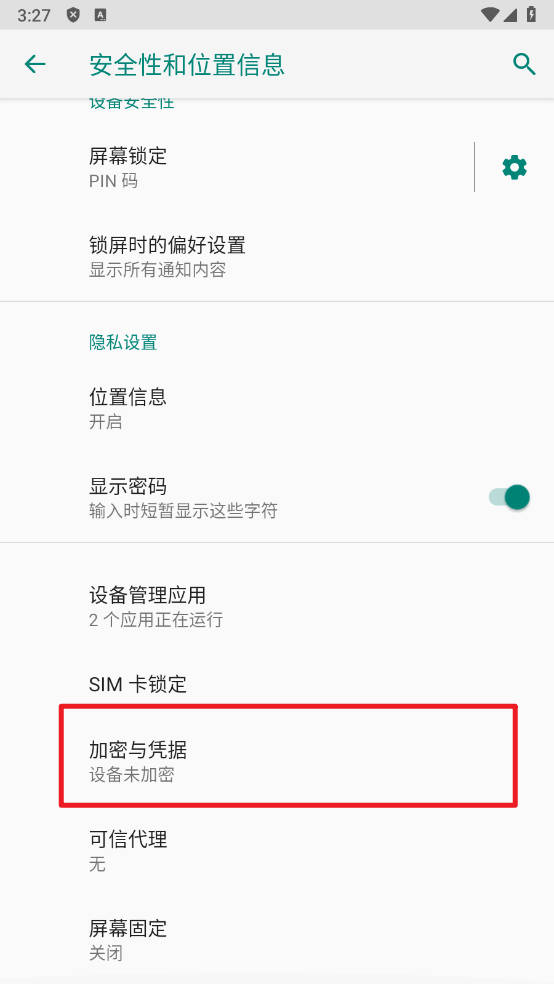 3:27
A
安全性和位置信息
设备安全性
屏幕锁定
PIN 码
锁屏时的偏好设置
显示所有通知内容
隐私设置
位置信息
开启
显示密码
输入时短暂显示这些字符
设备管理应用
2 个应用正在运行
SIM 卡锁定
加密与凭据
设备未加密
可信代理
无
屏幕固定
关闭